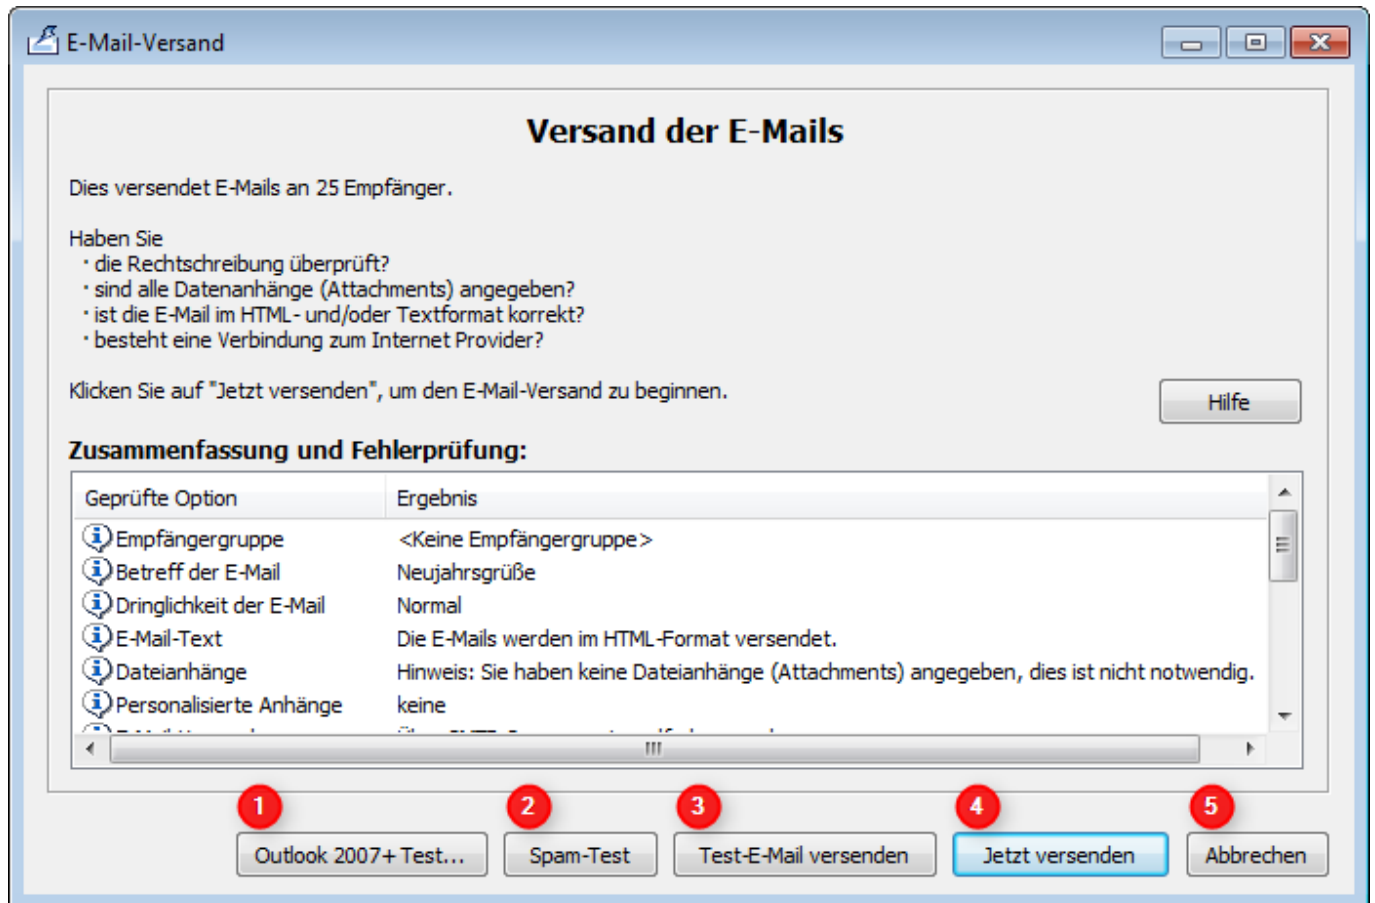 E-Mail-Versand
Versand der E-Mails
Dies versendet E-Mails an 25 Empfänger.
Haben Sie
· die Rechtschreibung überprüft?
· sind alle Datenanhänge (Attachments) angegeben?
· ist die E-Mail im HTML- und/oder Textformat korrekt?
· besteht eine Verbindung zum Internet Provider?
Klicken Sie auf "Jetzt versenden", um den E-Mail-Versand zu beginnen.
Hilfe
Zusammenfassung und Fehlerprüfung:
Geprüfte Option Ergebnis
Empfängergruppe <Keine Empfängergruppe>
Betreff der E-Mail Neujahrsgrüße
Dringlichkeit der E-Mail Normal
E-Mail-Text Die E-Mails werden im HTML-Format versendet.
Dateianhänge Hinweis: Sie haben keine Dateianhänge (Attachments) angegeben, dies ist nicht notwendig.
Personalisierte Anhänge keine
1 2 3 4 5
Outlook 2007+ Test... Spam-Test Test-E-Mail versenden Jetzt versenden Abbrechen